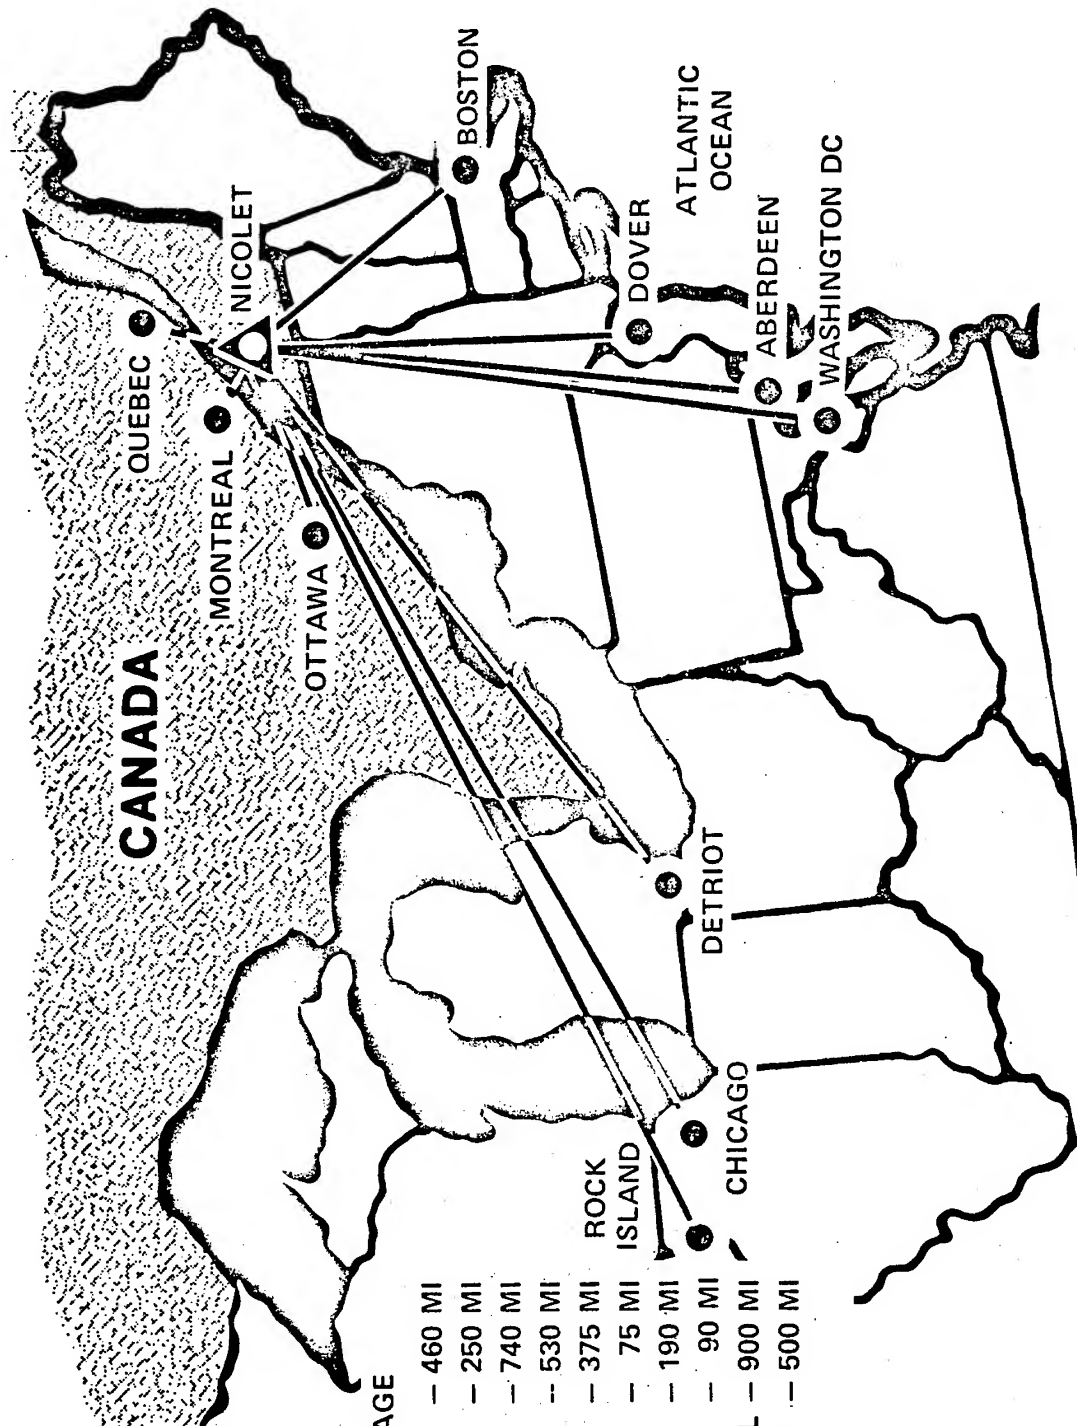 CANADA
QUEBEC
MONTREAL
OTTAWA
NICOLET
BOSTON
DOVER
ATLANTIC
OCEAN
ABERDEEN
WASHINGTON DC
DETRIOT
CHICAGO
ROCK
ISLAND
AGE
– 460 MI
– 250 MI
– 740 MI
-- 530 MI
– 375 MI
– 75 MI
– 190 MI
– 90 MI
L – 900 MI
– 500 MI